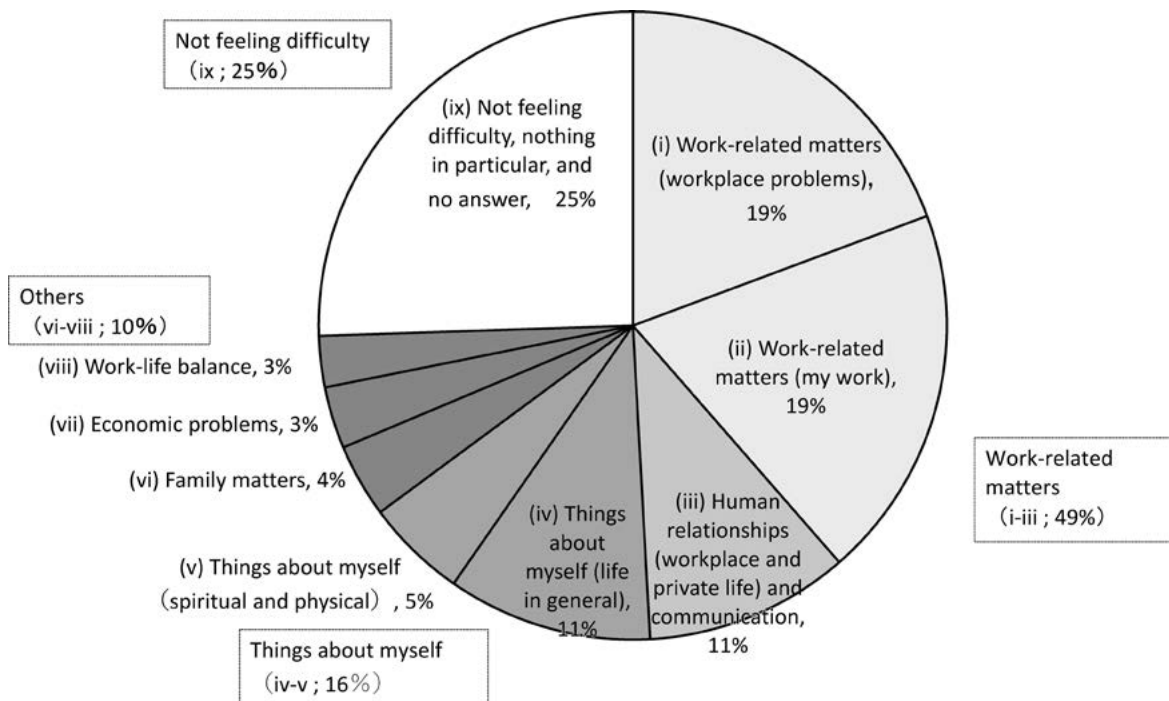 Not feeling difficulty
（ix ; 25%）
(ix) Not feeling
difficulty, nothing
in particular, and
no answer, 25%
(i) Work-related matters
(workplace problems),
19%
(ii) Work-related
matters (my work),
19%
Work-related
matters
（i-iii ; 49%）
(iii) Human
relationships
(workplace and
private life) and
communication,
11%
(iv) Things
about
myself (life
in general),
11%
Others
（vi-viii ; 10%）
(viii) Work-life balance, 3%
(vii) Economic problems, 3%
(vi) Family matters, 4%
(v) Things about myself
（spiritual and physical）, 5%
Things about myself
（iv-v ; 16％）